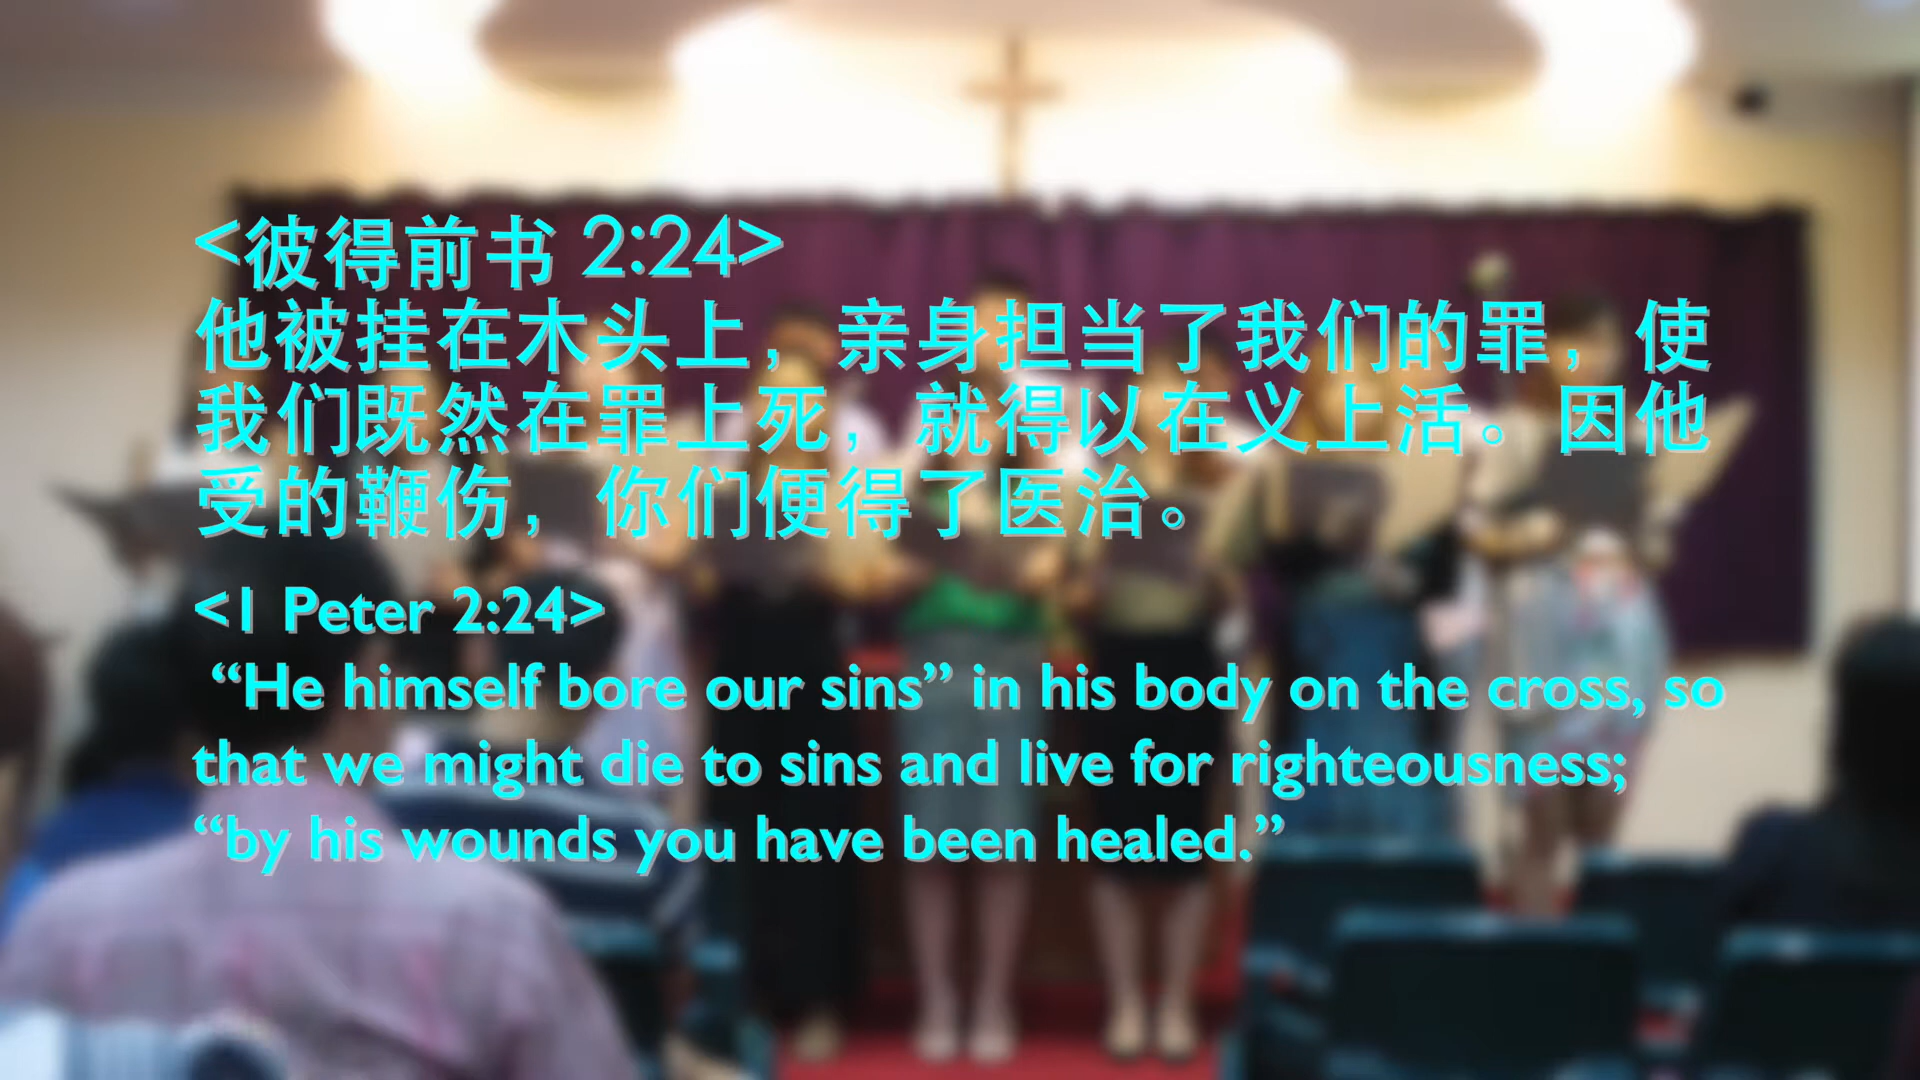 <彼得前书 2:24>
他被挂在木头上，亲身担当了我们的罪，使
我们既然在罪上死，就得以在义上活。因他
受的鞭伤，你们便得了医治。
<1 Peter 2:24>
“He himself bore our sins” in his body on the cross, so
that we might die to sins and live for righteousness;
“by his wounds you have been healed.”